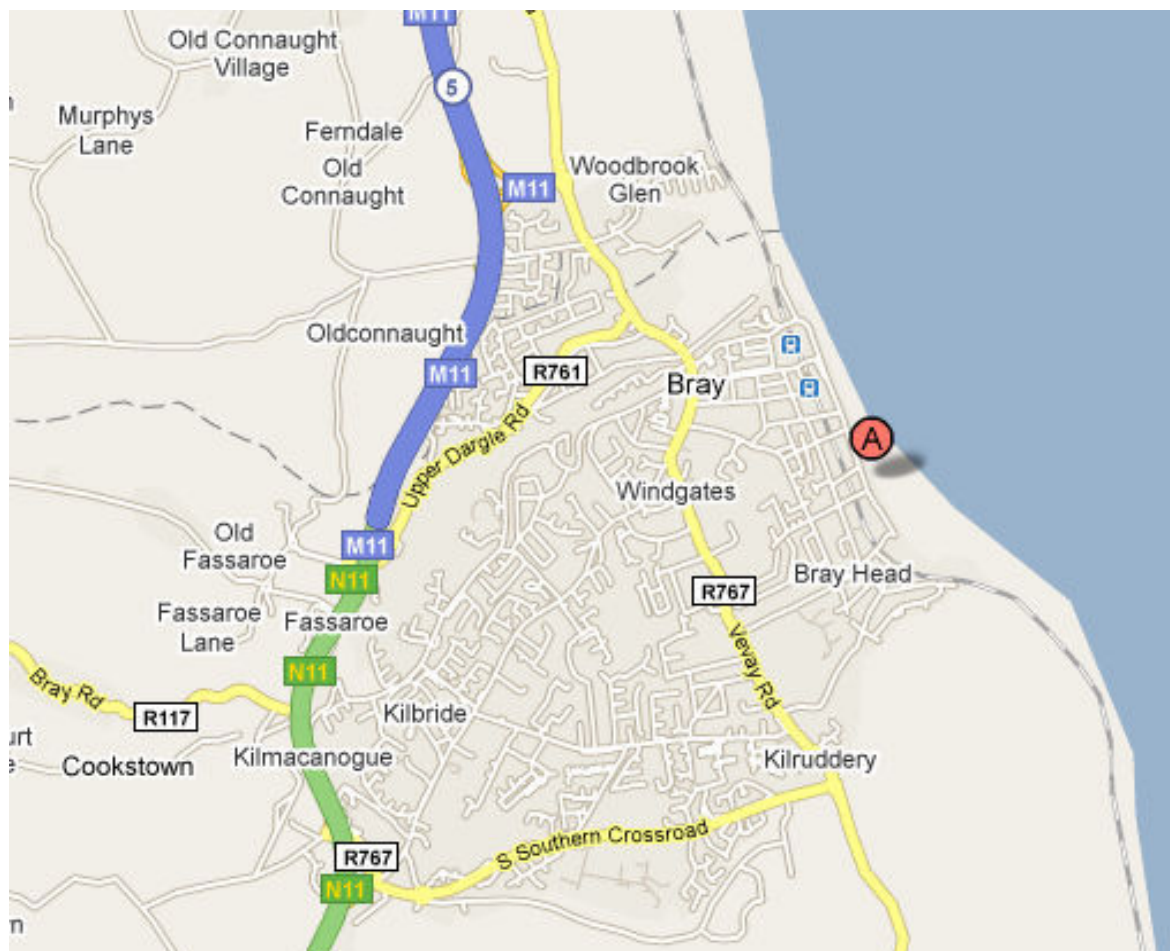 M11
Old Connaught
Village
5
Murphys
Lane
Ferndale
Old
Connaught
M11
Woodbrook
Glen
Oldconnaught
M11
R761
Bray
A
Upper Dargle Rd
Windgates
Old
Fassaroe
M11
N11
Bray Head
R767
Fassaroe
Lane
Fassaroe
Vevay Rd
Bray Rd
N11
R117
Kilbride
Kilmacanogue
Cookstown
Kilruddery
S Southern Crossroad
R767
N11